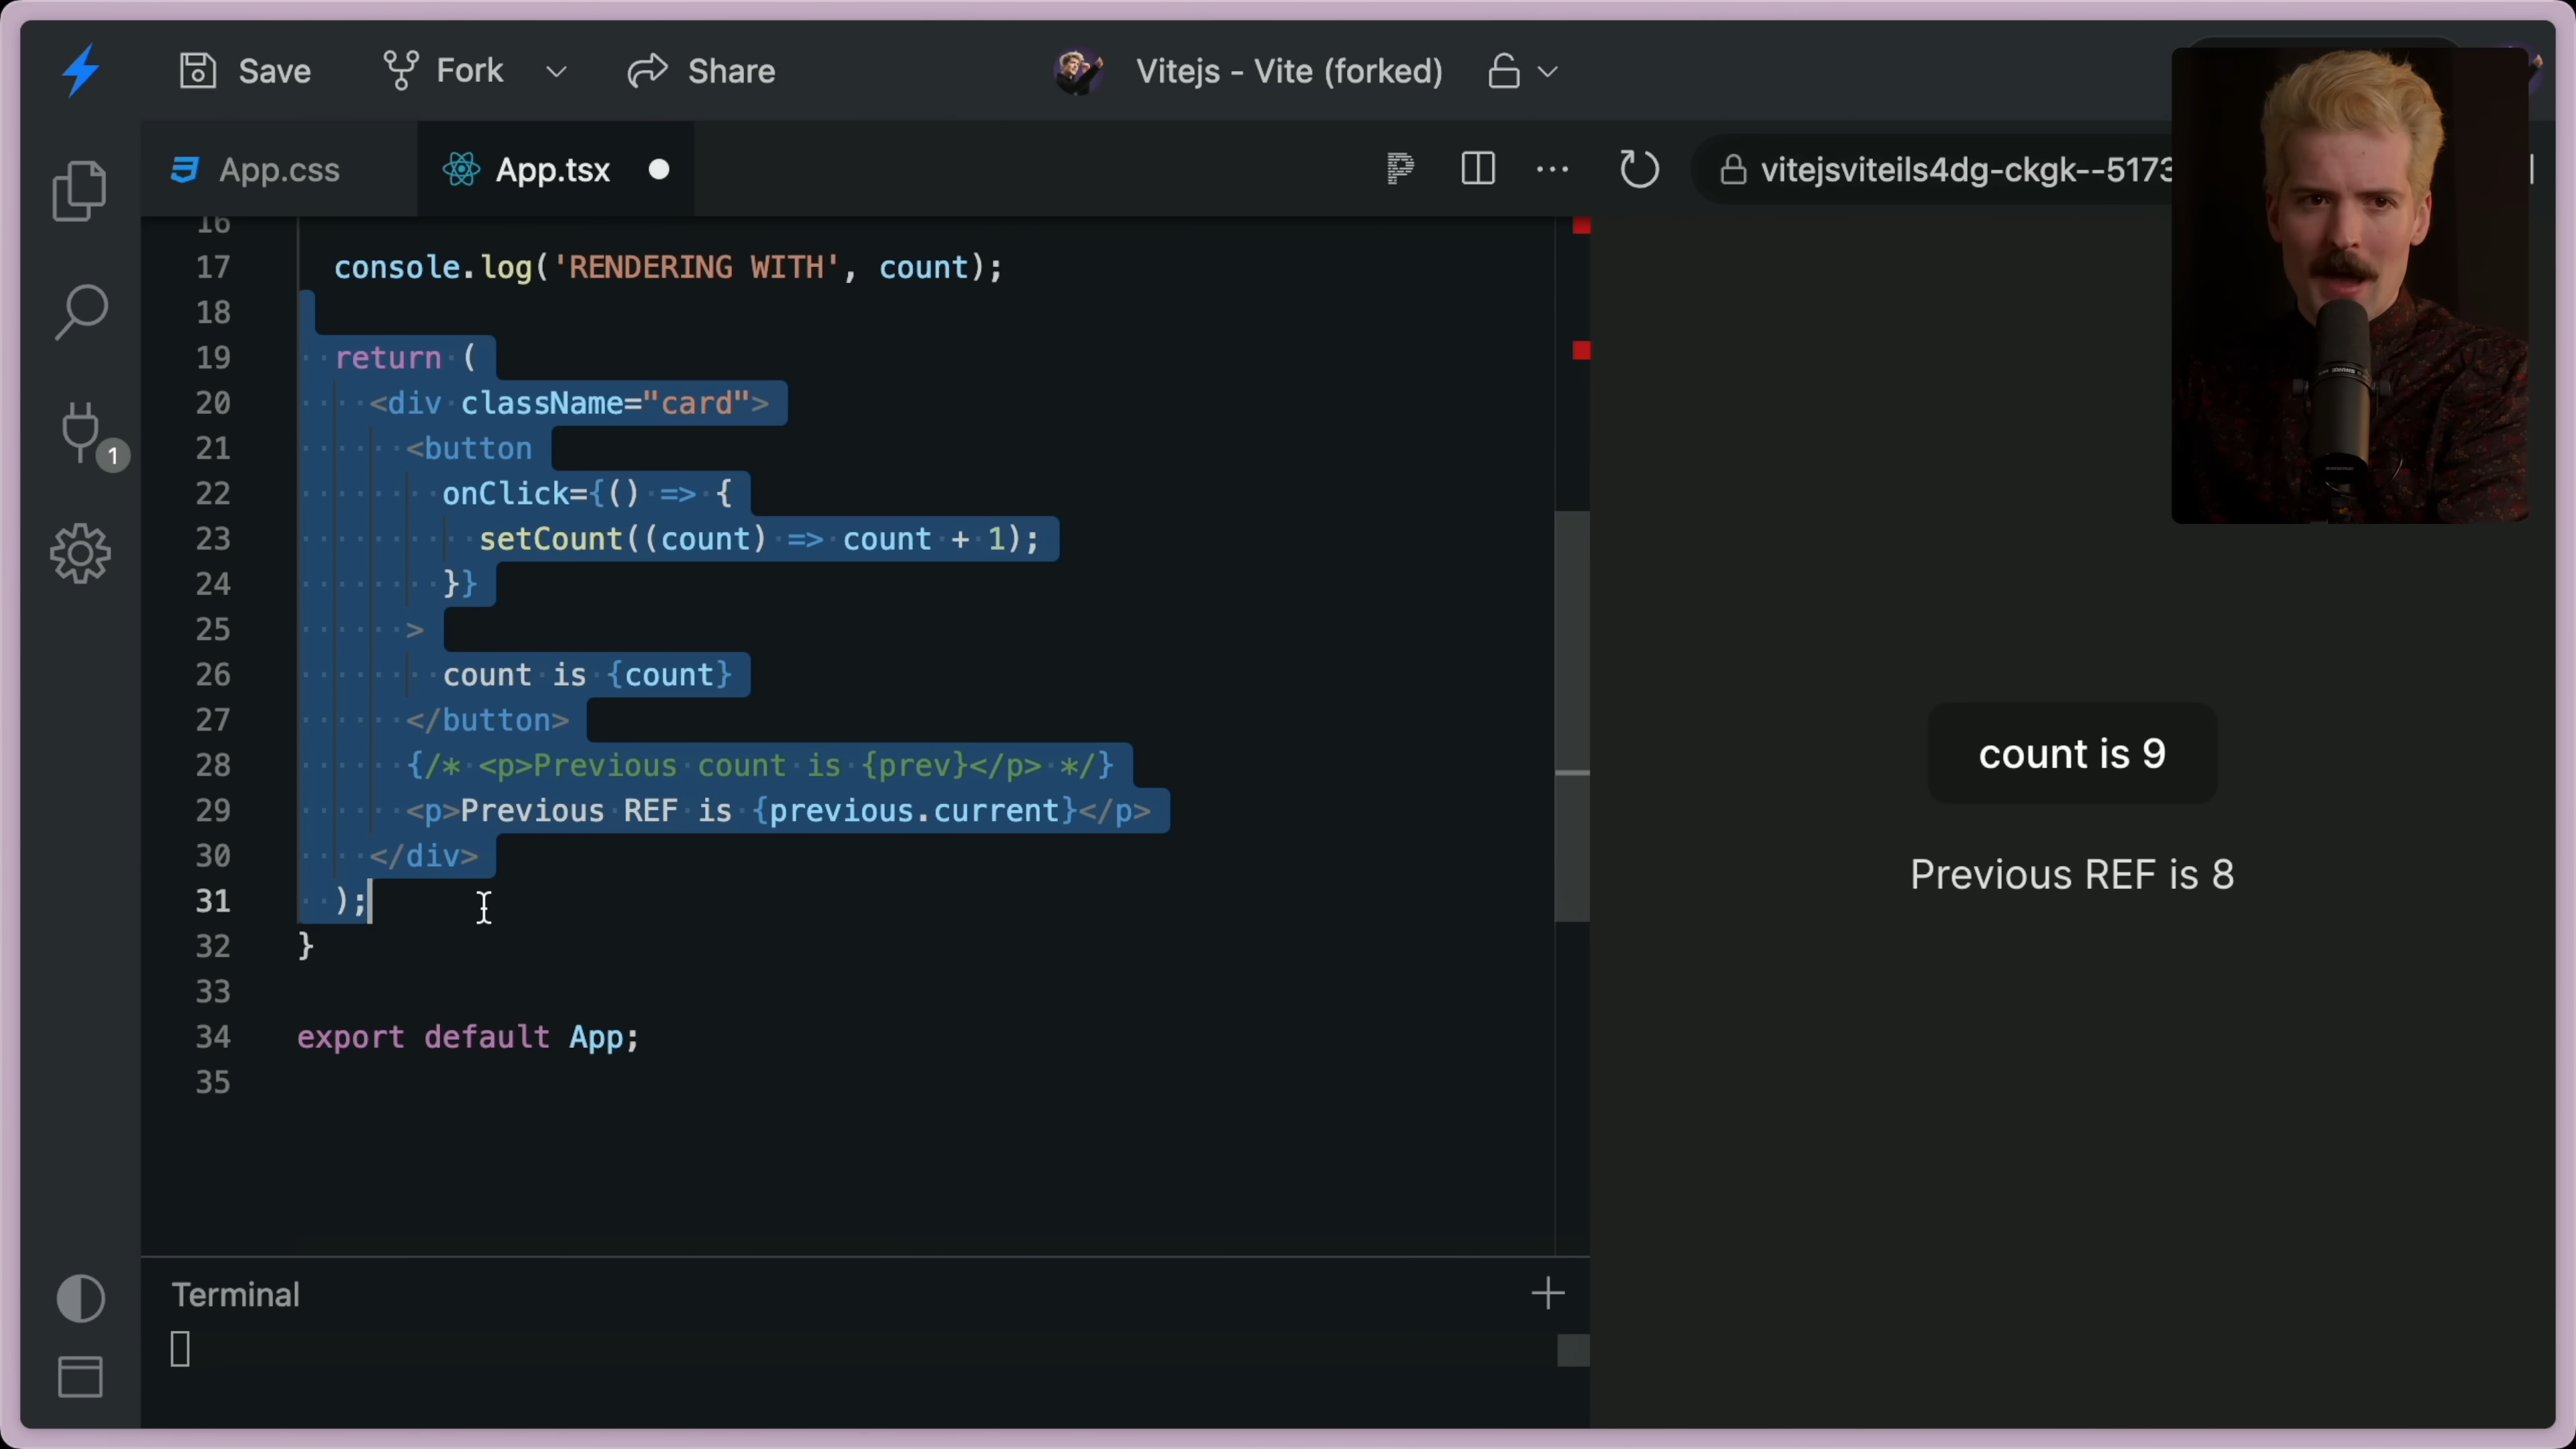 Save
Fork
Share
Vitejs - Vite (forked)
App.css
App.tsx
vitejsviteils4dg-ckgk--5173
16
17 console.log('RENDERING WITH', count);
18
19 return (
20 <div className="card">
21 <button
22 onClick={() => {
23 setCount((count) => count + 1);
24 }}
25 >
26 count is {count}
27 </button>
28 {/* <p>Previous count is {prev}</p> */}
29 <p>Previous REF is {previous.current}</p>
30 </div>
31 );
32 }
33
34 export default App;
35
1
count is 9
Previous REF is 8
Terminal